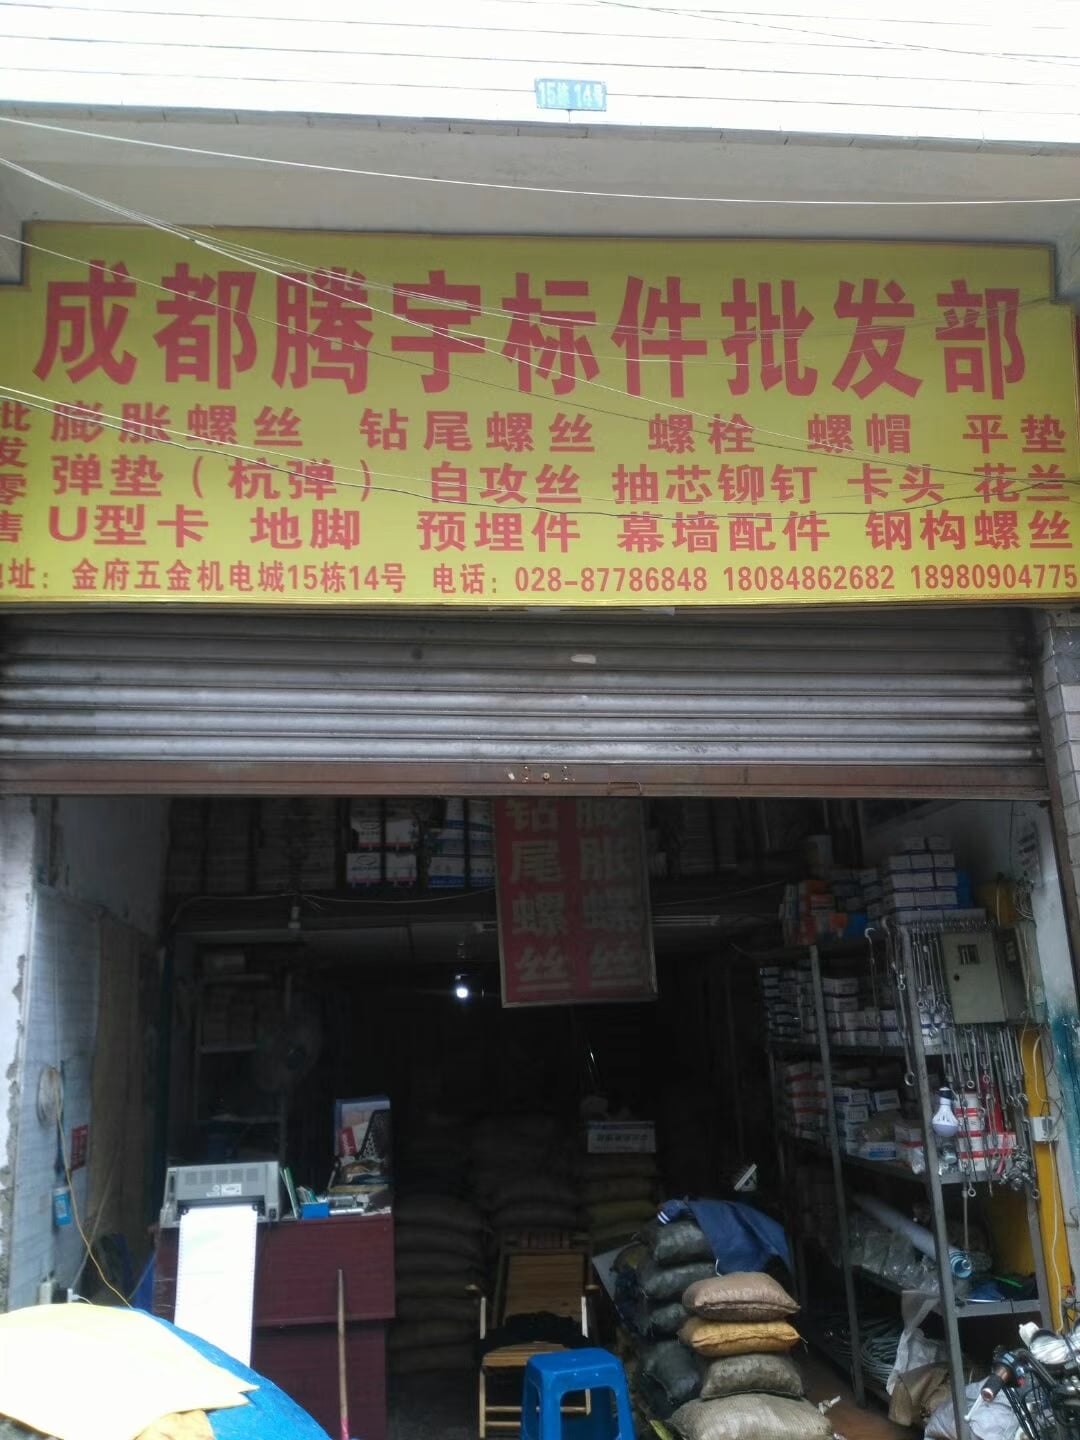 15栋 14号
成都腾宇标件批发部
批发零售
膨胀螺丝 钻尾螺丝 螺栓 螺帽 平垫
弹垫（杭弹） 自攻丝 抽芯铆钉 卡头 花兰
U型卡 地脚 预埋件 幕墙配件 钢构螺丝
地址：金府五金机电城15栋14号 电话：028-87786848 18084862682 18980904775
钻尾螺丝
膨胀螺丝